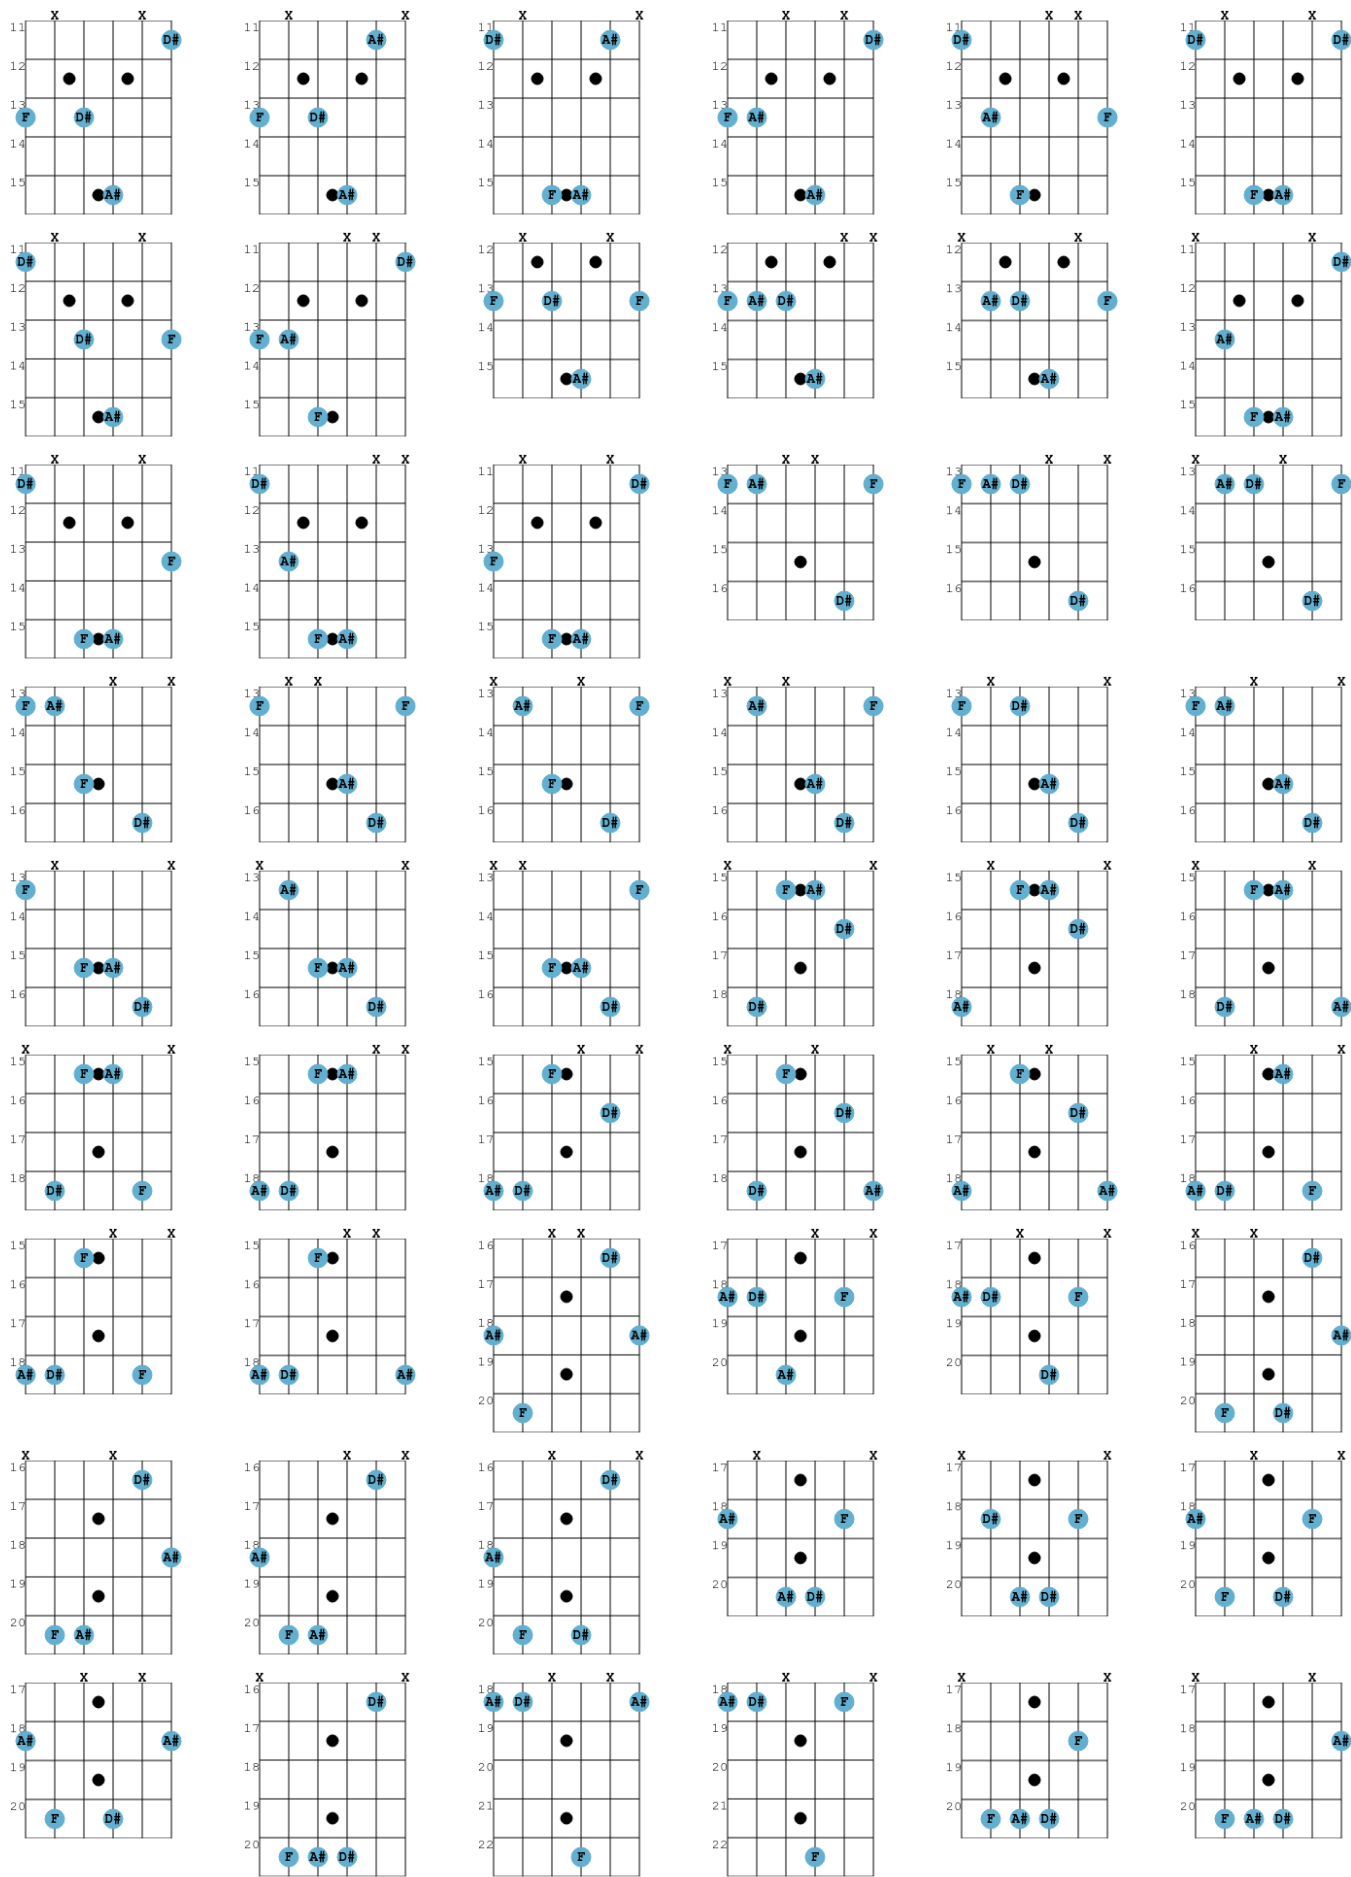 x x x x x x x x x x x x
11 D# 11 A# 11 D# A# 11 D# 11 D# 11 D# D#
12 12 12 12 12 12
13 F D# 13 F D# 13 13 F A# 13 A# F 13
14 14 14 14 14 14
15 A# 15 A# 15 F A# 15 A# 15 F 15 F A#
x x x x x x x x x x x x
11 D# 11 D# 12 12 12 11 D#
12 12 13 F D# F 13 F A# D# 13 A# D# F 12
13 D# F 13 F A# 14 14 14 13 A#
14 14 15 A# 15 A# 15 A# 14
15 A# 15 F 15 F A#
x x x x x x x x x x x x
11 D# 11 D# 11 D# 13 F A# F 13 F A# D# 13 A# D# F
12 12 12 14 14 14
13 F 13 A# 13 F 15 15 15
14 14 14 16 D# 16 D# 16 D#
15 F A# 15 F A# 15 F A#
x x x x x x x x x x x x
13 F A# 13 F F 13 A# F 13 A# F 13 F D# 13 F A#
14 14 14 14 14 14
15 F 15 A# 15 F 15 A# 15 A# 15 A#
16 D# 16 D# 16 D# 16 D# 16 D# 16 D#
x x x x x x x x x x x x
13 F 13 A# 13 F 15 F A# 15 F A# 15 F A#
14 14 14 16 D# 16 D# 16
15 F A# 15 F A# 15 F A# 17 17 17
16 D# 16 D# 16 D# 18 D# 18 A# 18 D# A#
x x x x x x x x x x x x
15 F A# 15 F A# 15 F 15 F 15 F 15 A#
16 16 16 D# 16 D# 16 D# 16
17 17 17 17 17 17
18 D# F 18 A# D# 18 A# D# 18 D# A# 18 A# A# 18 A# D# F
x x x x x x x x x x x x
15 F 15 F 16 D# 17 17 16 D#
16 16 17 18 A# D# F 18 A# D# F 17
17 17 18 A# A# 19 19 18 A#
18 A# D# F 18 A# D# A# 19 20 A# 20 D# 19
20 F 20 F D#
x x x x x x x x x x x x
16 D# 16 D# 16 D# 17 17 17
17 17 17 18 A# F 18 D# F 18 A# F
18 A# 18 A# 18 A# 19 19 19
19 19 19 20 A# D# 20 A# D# 20 F D#
20 F A# 20 F A# 20 F D#
x x x x x x x x x x x x
17 16 D# 18 A# D# A# 18 A# D# F 17 17
18 A# A# 17 19 19 18 F 18 A#
19 18 20 20 19 19
20 F D# 19 21 21 20 F A# D# 20 F A# D#
20 F A# D# 22 F 22 F